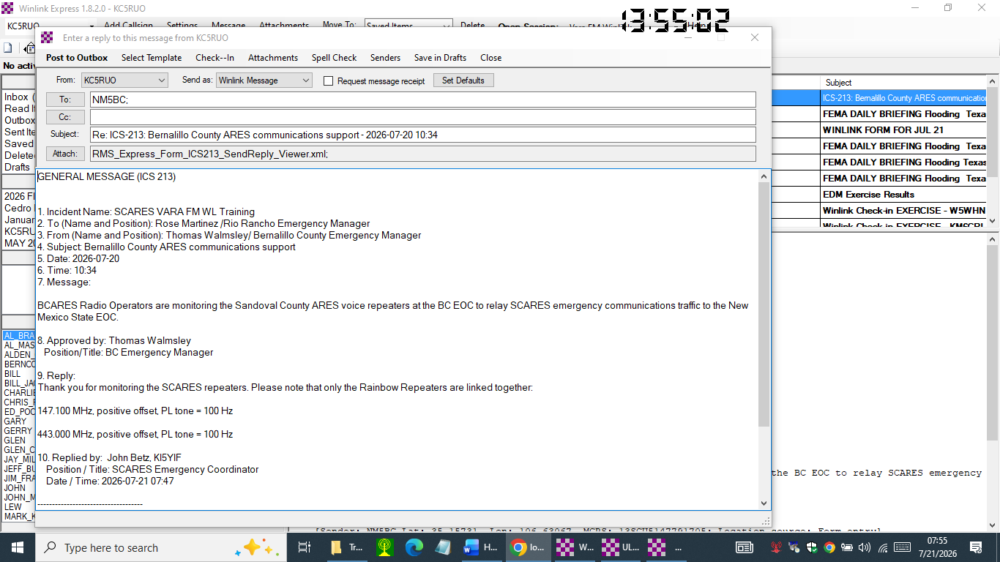 Winlink Express 1.8.2.0 - KC5RUO
KC5RUO Add Callsign Settings Message Attachments Move To: Saved Items Delete Open Session: Vara FM Winlink Help
13:55:02
Enter a reply to this message from KC5RUO
Post to Outbox Select Template Check--In Attachments Spell Check Senders Save in Drafts Close
No activ
From: KC5RUO Send as: Winlink Message Request message receipt Set Defaults
To: NM5BC;
Cc:
Subject: Re: ICS-213: Bernalillo County ARES communications support - 2026-07-20 10:34
Attach: RMS_Express_Form_ICS213_SendReply_Viewer.xml;
GENERAL MESSAGE (ICS 213)
1. Incident Name: SCARES VARA FM WL Training
2. To (Name and Position): Rose Martinez /Rio Rancho Emergency Manager
3. From (Name and Position): Thomas Walmsley/ Bernalillo County Emergency Manager
4. Subject: Bernalillo County ARES communications support
5. Date: 2026-07-20
6. Time: 10:34
7. Message:
BCARES Radio Operators are monitoring the Sandoval County ARES voice repeaters at the BC EOC to relay SCARES emergency communications traffic to the New
Mexico State EOC.
8. Approved by: Thomas Walmsley
Position/Title: BC Emergency Manager
9. Reply:
Thank you for monitoring the SCARES repeaters. Please note that only the Rainbow Repeaters are linked together:
147.100 MHz, positive offset, PL tone = 100 Hz
443.000 MHz, positive offset, PL tone = 100 Hz
10. Replied by:  John Betz, KI5YIF
Position / Title: SCARES Emergency Coordinator
Date / Time: 2026-07-21 07:47
------------------------------------
Inbox (
Read It
Outbox
Sent Ite
Saved
Delete
Drafts
2026 FI
Cedro
Januar
KC5RU
MAY 20
AL_BRA
AL_MAS
ALDEN_
BERNCO
BILL
BILL_JA
CHARLIE
CHRIS_F
ED_POO
GARY
GERRY
GLEN
GLEN_C
JAY_MIL
JEFF_BU
JIM_FRA
JOHN
JOHN_M
LEW
MARK_K
Subject
ICS-213: Bernalillo County ARES communication
FEMA DAILY BRIEFING Flooding Texa
WINLINK FORM FOR JUL 21
FEMA DAILY BRIEFING Flooding Texa
FEMA DAILY BRIEFING Flooding Texas
FEMA DAILY BRIEFING Flooding Texa
EDM Exercise Results
Winlink Check-in EXERCISE - W5WHN
Winlink Check-in EXERCISE - KM6CRI
the BC EOC to relay SCARES emergency
[Sender: NM5BC Lat: 35.15731, Lon: -106.63067, MGRS: 13SCU5147791705; Location source: Form entry]
Type here to search
Tr...
H...
lo...
W...
UL...
...
07:55
7/21/2026